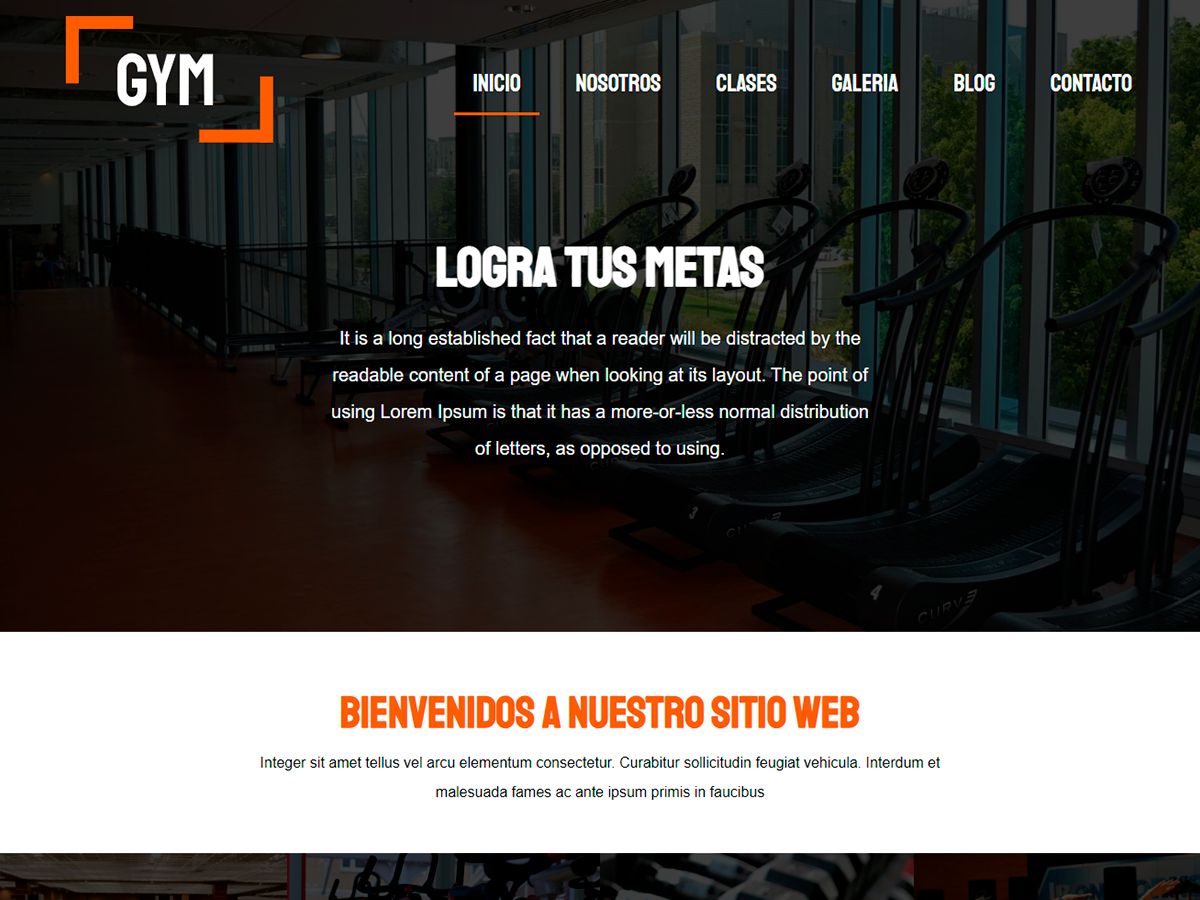 GYM
INICIO NOSOTROS CLASES GALERIA BLOG CONTACTO
LOGRA TUS METAS
It is a long established fact that a reader will be distracted by the
readable content of a page when looking at its layout. The point of
using Lorem Ipsum is that it has a more-or-less normal distribution
of letters, as opposed to using.
3
CURV
4
CURV
BIENVENIDOS A NUESTRO SITIO WEB
Integer sit amet tellus vel arcu elementum consectetur. Curabitur sollicitudin feugiat vehicula. Interdum et
malesuada fames ac ante ipsum primis in faucibus